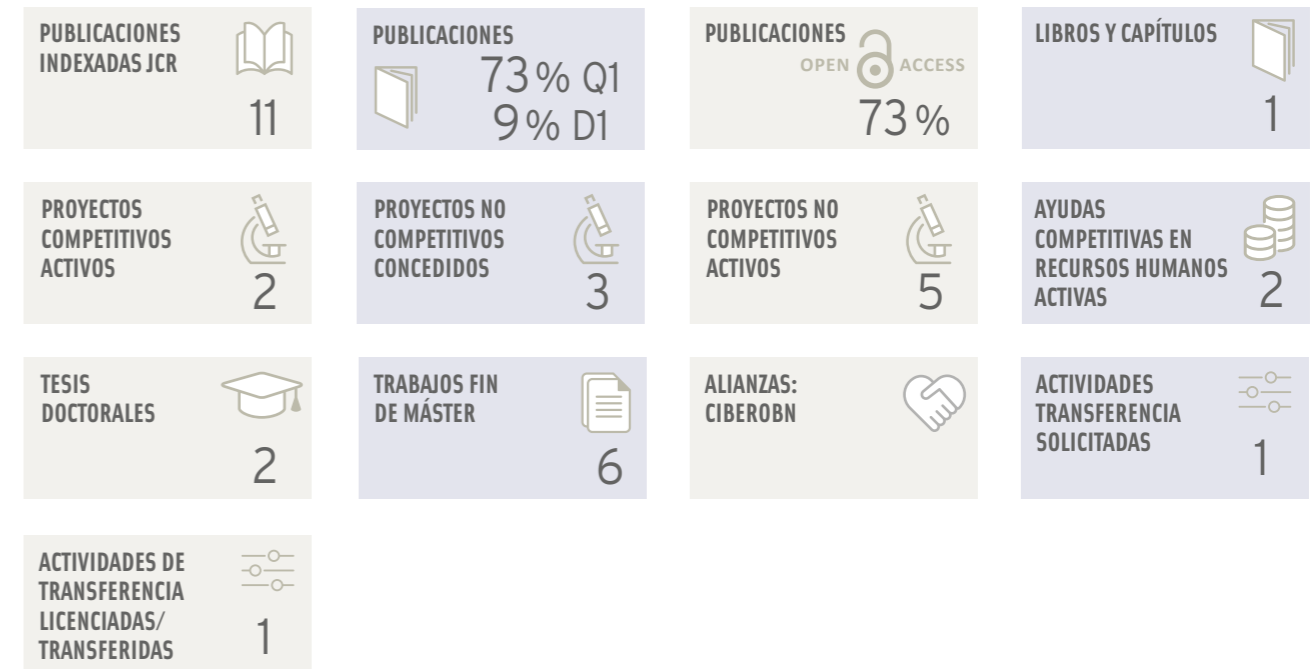 PUBLICACIONES
INDEXADAS JCR
11
PUBLICACIONES
73% Q1
9% D1
PUBLICACIONES
OPEN ACCESS
73%
LIBROS Y CAPÍTULOS
1
PROYECTOS
COMPETITIVOS
ACTIVOS
2
PROYECTOS NO
COMPETITIVOS
CONCEDIDOS
3
PROYECTOS NO
COMPETITIVOS
ACTIVOS
5
AYUDAS
COMPETITIVAS EN
RECURSOS HUMANOS
ACTIVAS
2
TESIS
DOCTORALES
2
TRABAJOS FIN
DE MÁSTER
6
ALIANZAS:
CIBEROBN
ACTIVIDADES
TRANSFERENCIA
SOLICITADAS
1
ACTIVIDADES DE
TRANSFERENCIA
LICENCIADAS/
TRANSFERIDAS
1